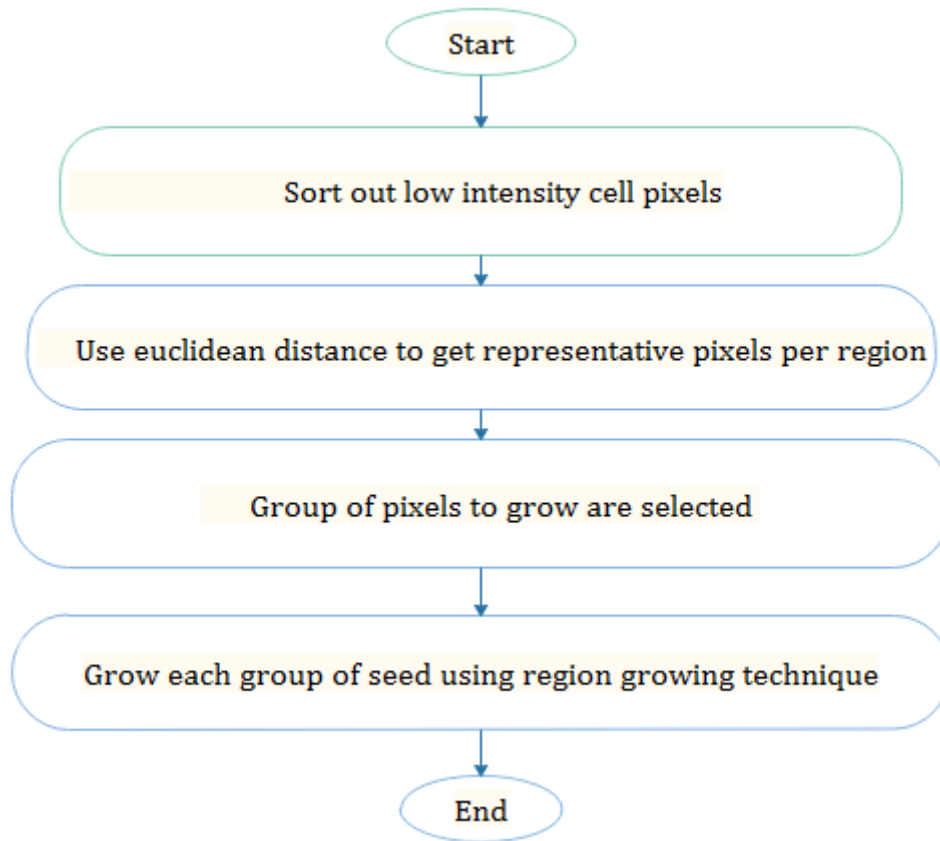 Start
Sort out low intensity cell pixels
Use euclidean distance to get representative pixels per region
Group of pixels to grow are selected
Grow each group of seed using region growing technique
End